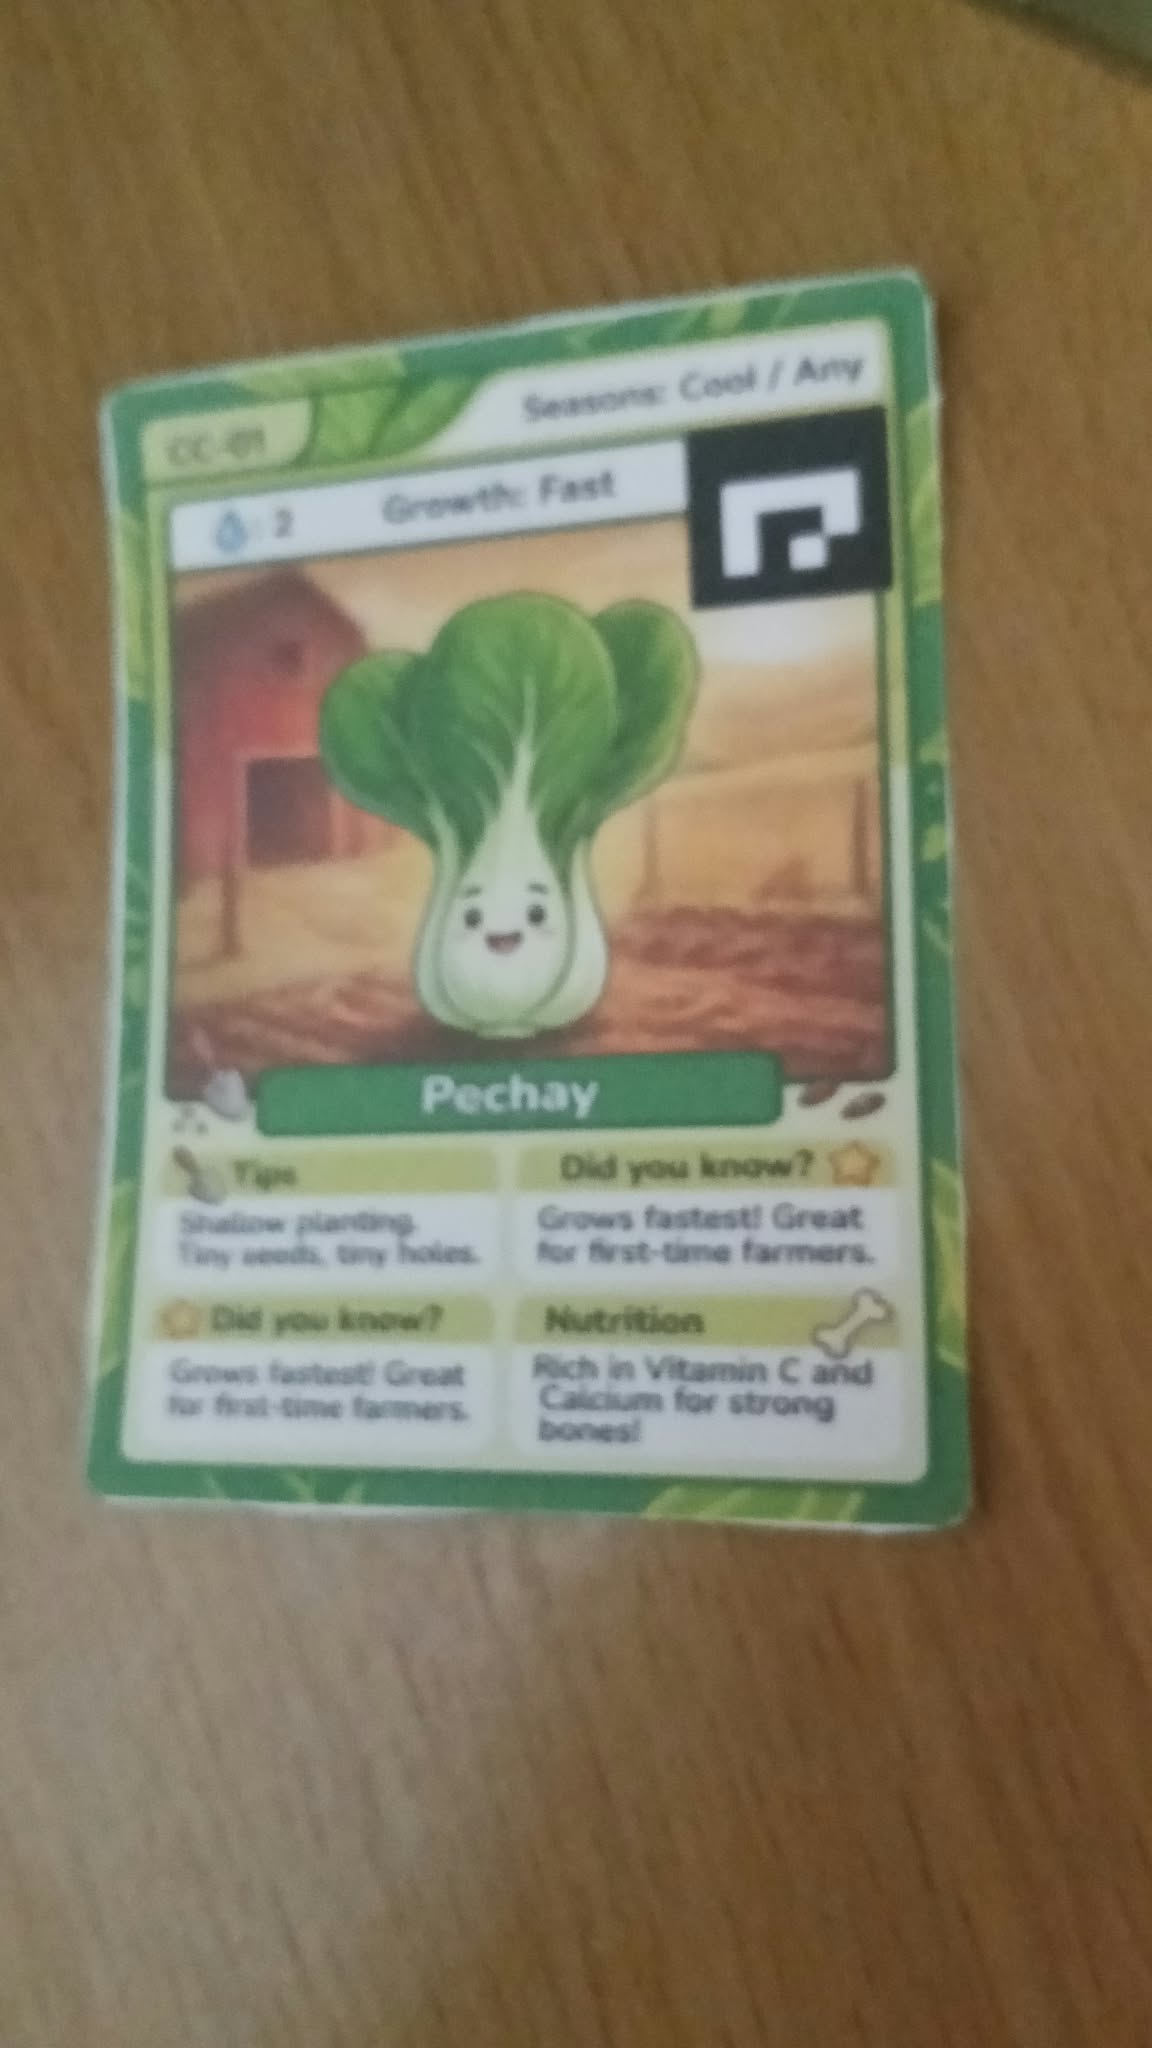 CC-01
Seasons: Cool / Any
: 2
Growth: Fast
Pechay
Tips
Shallow planting.
Tiny seeds, tiny holes.
Did you know?
Grows fastest! Great
for first-time farmers.
Did you know?
Grows fastest! Great
for first-time farmers.
Nutrition
Rich in Vitamin C and
Calcium for strong
bones!